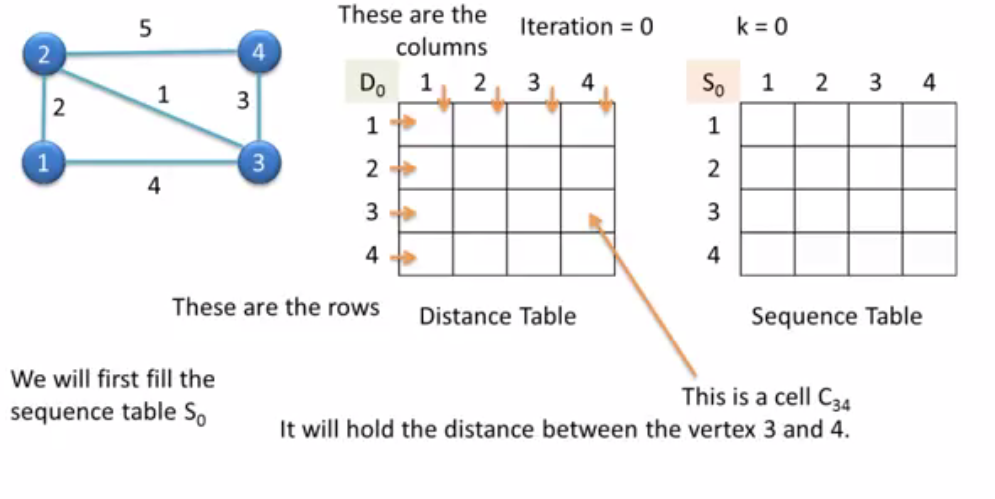 These are the
columns
Iteration = 0
k = 0
5
2
4
2
1
3
1
3
4
D0 1 2 3 4
1
2
3
4
S0 1 2 3 4
1
2
3
4
These are the rows
Distance Table
Sequence Table
We will first fill the
sequence table S0
This is a cell C34
It will hold the distance between the vertex 3 and 4.